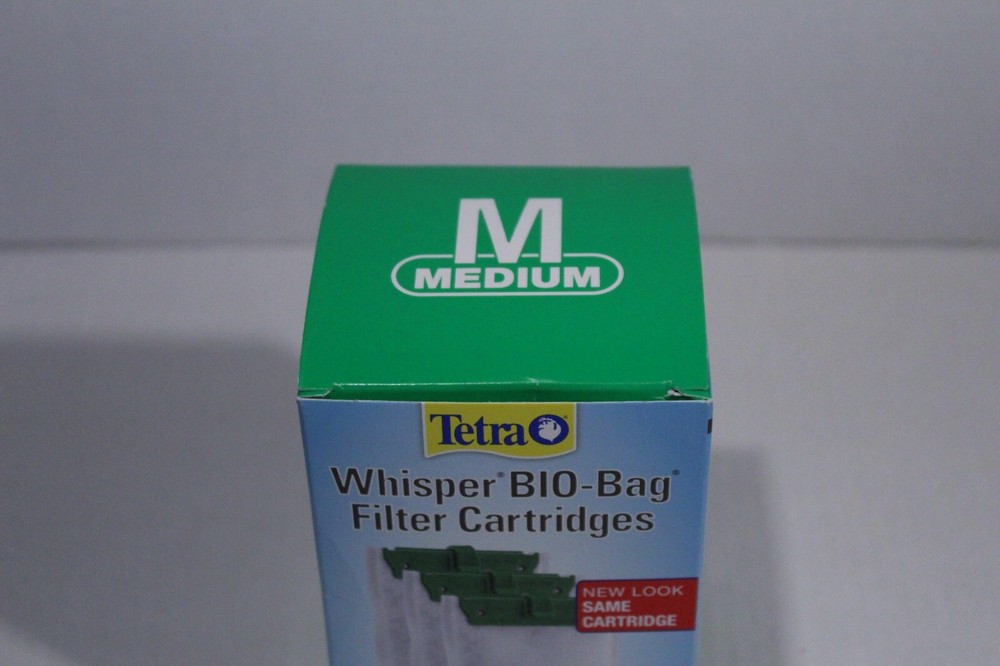 M
MEDIUM
Tetra
Whisper® BIO-Bag®
Filter Cartridges
NEW LOOK
SAME
CARTRIDGE